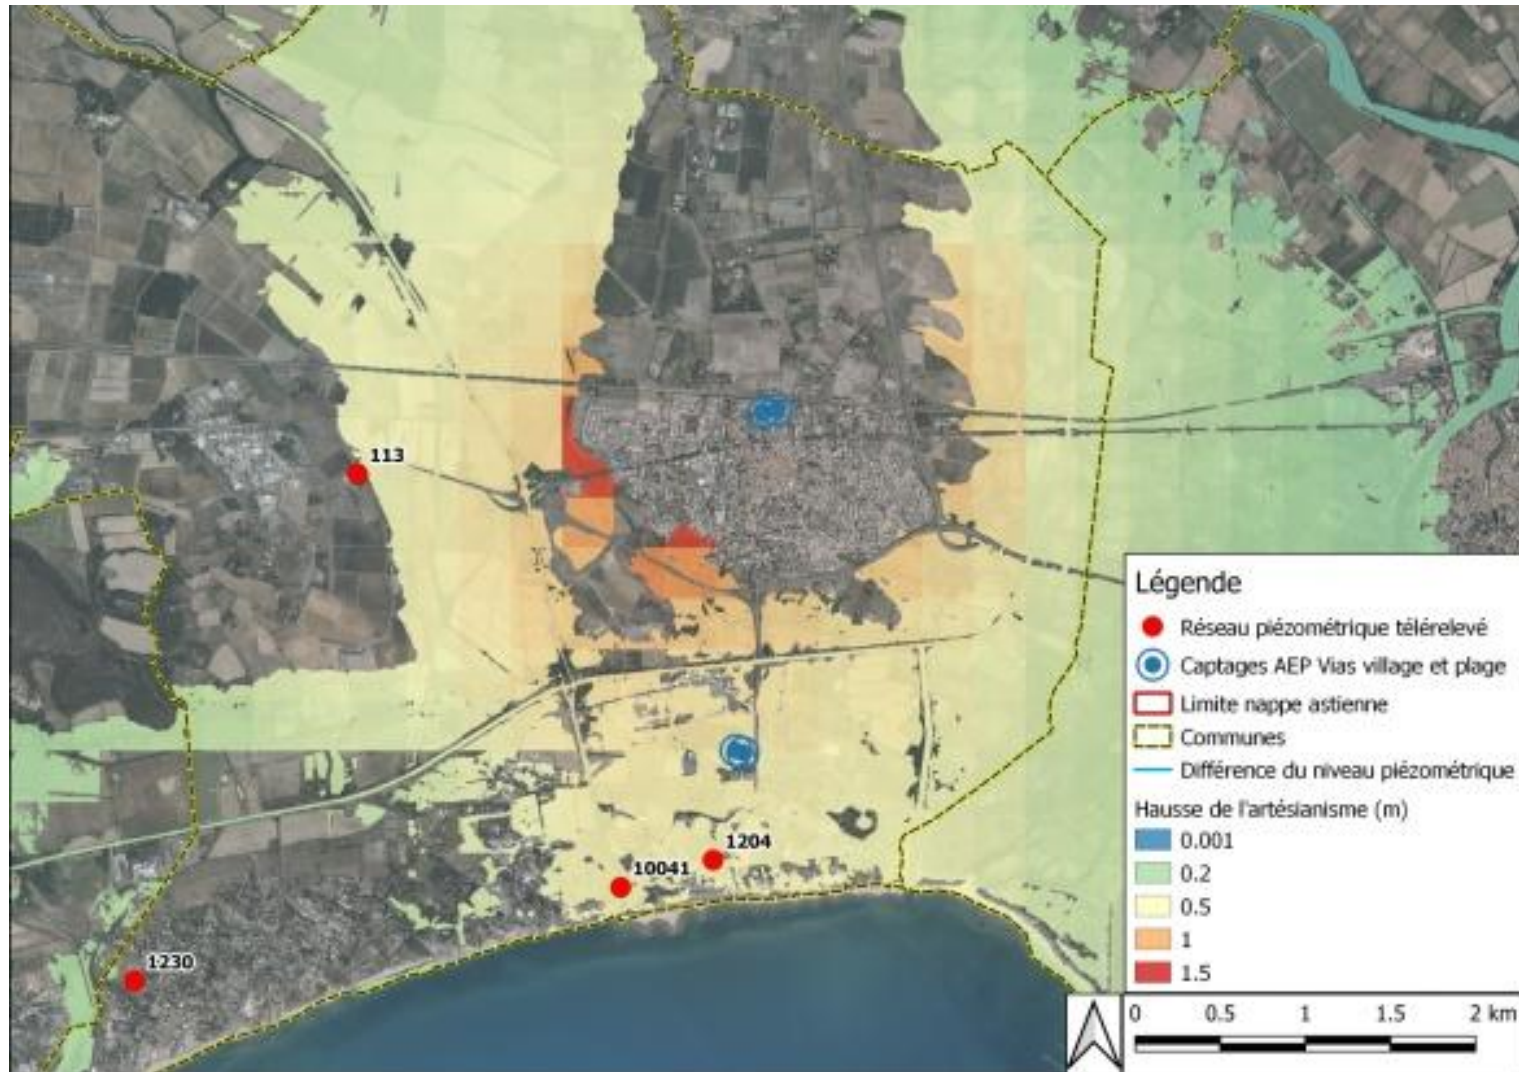 113
1204
10041
1230
Légende
Réseau piézométrique télérelevé
Captages AEP Vias village et plage
Limite nappe astienne
Communes
Différence du niveau piézométrique
Hausse de l'artésianisme (m)
0.001
0.2
0.5
1
1.5
0 0.5 1 1.5 2 km